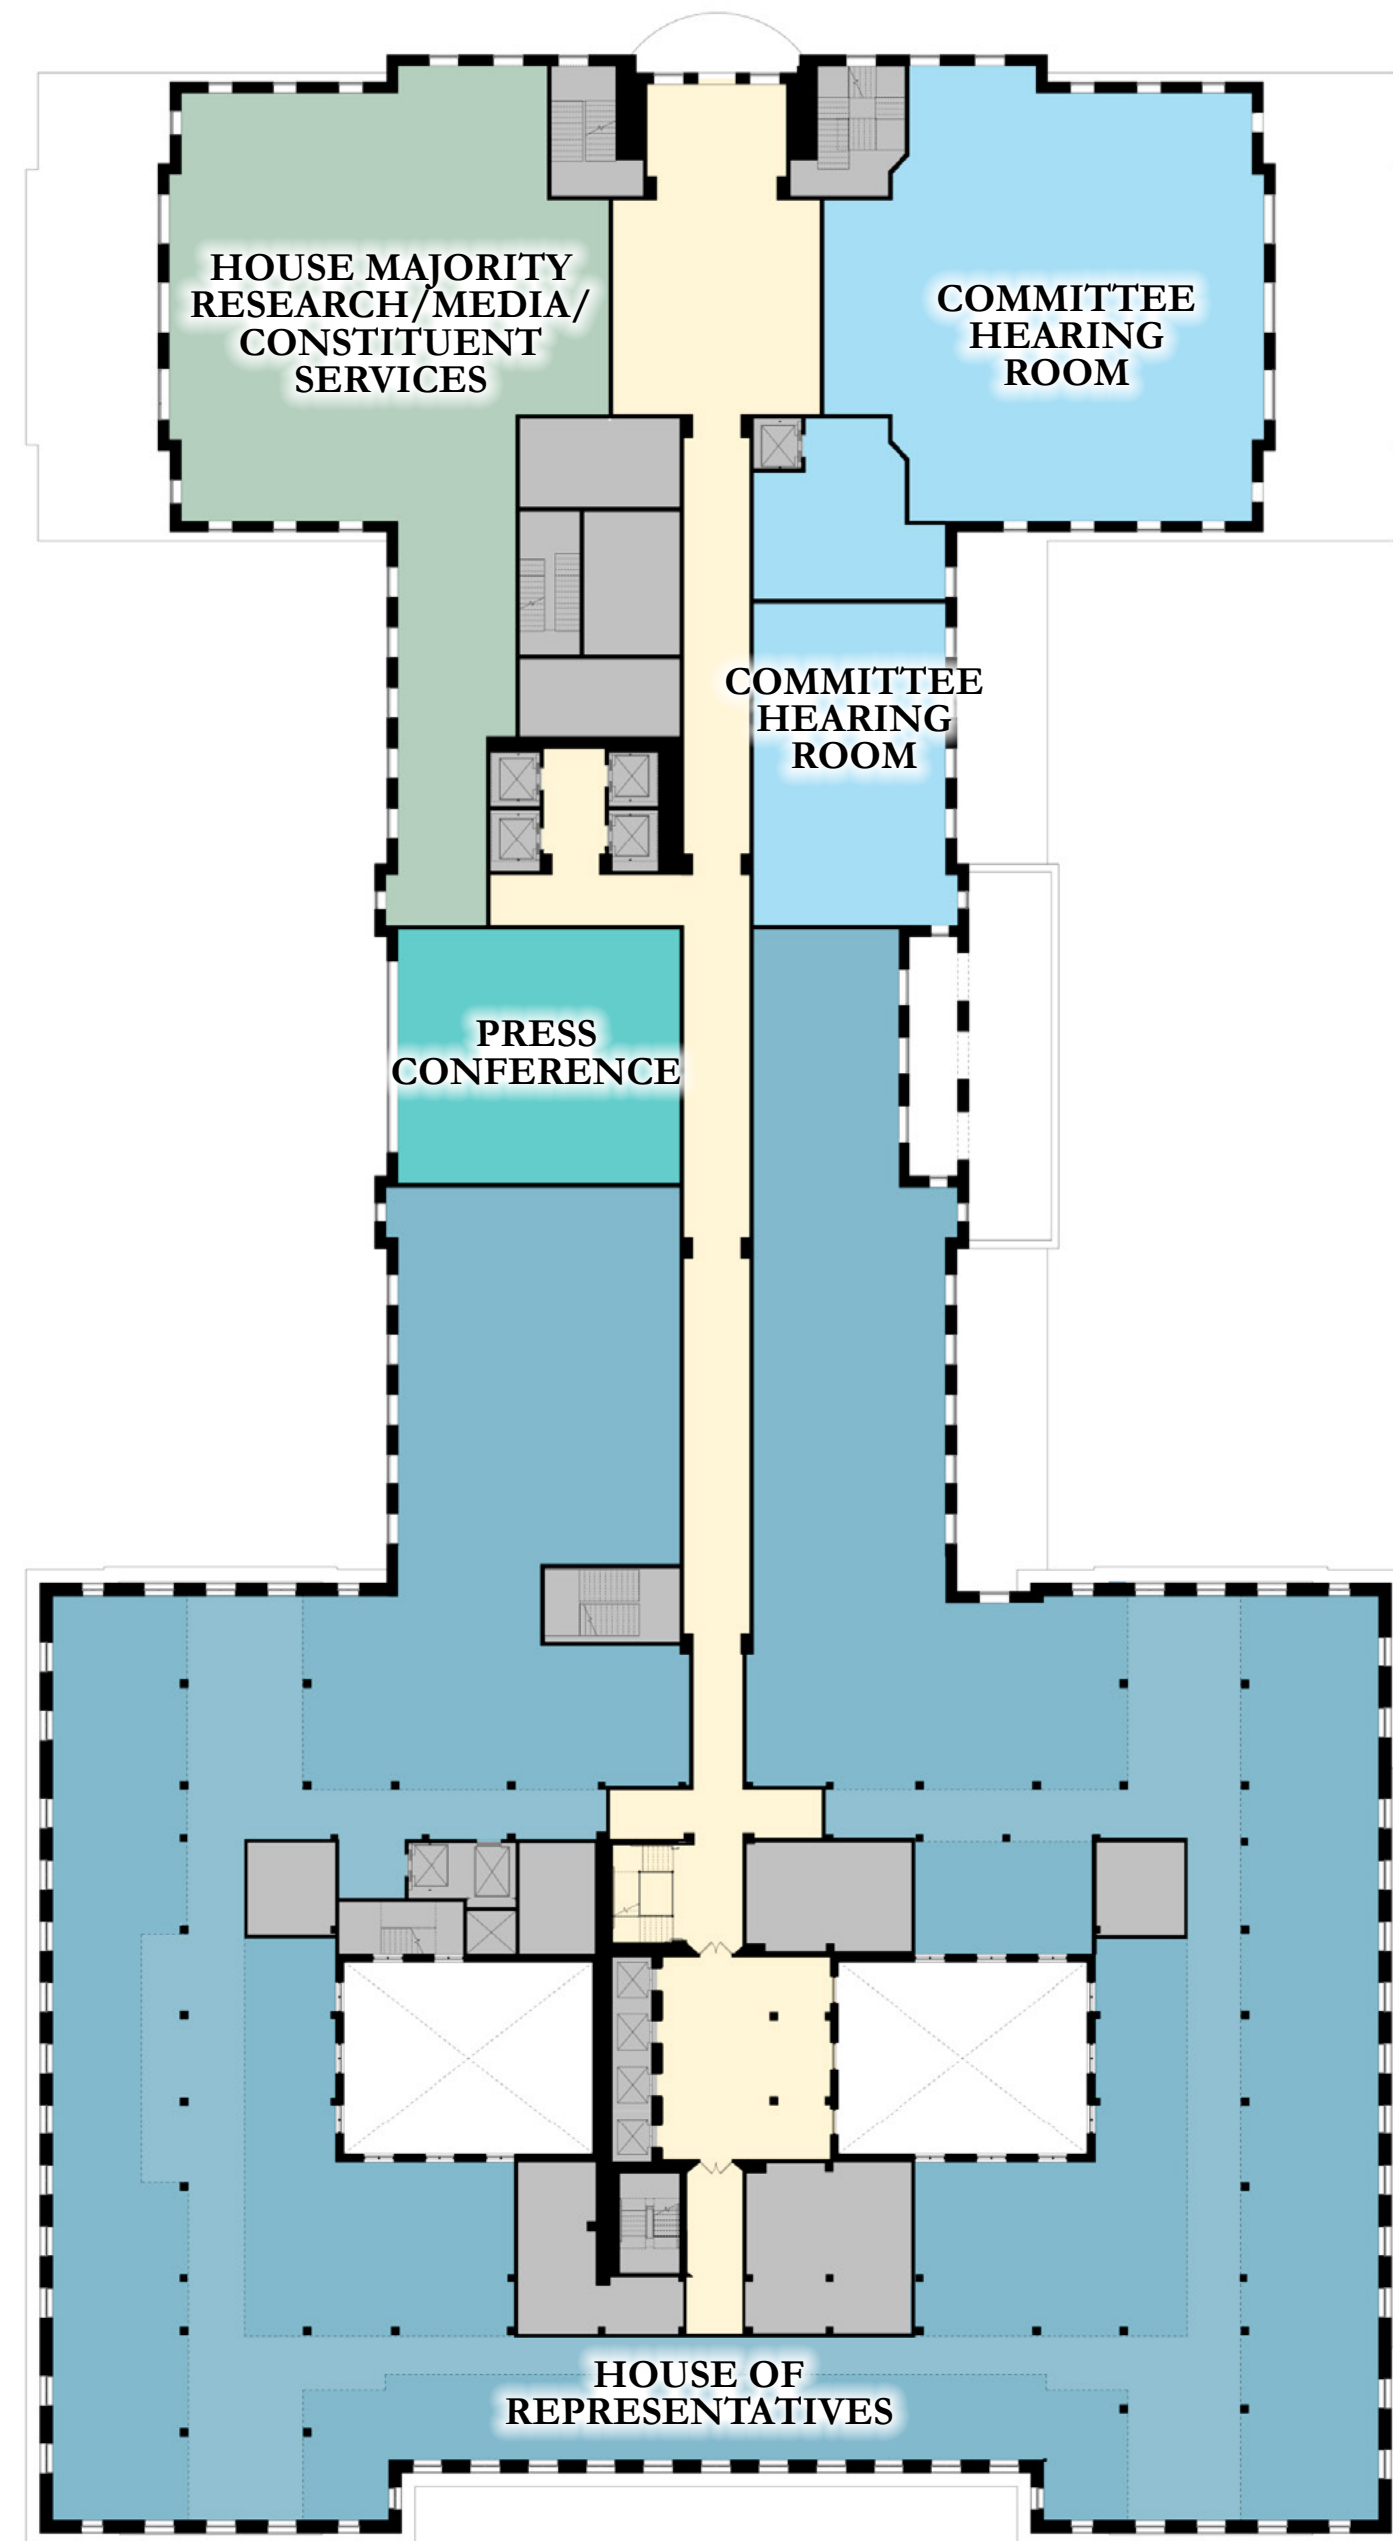 HOUSE MAJORITY
RESEARCH/MEDIA/
CONSTITUENT
SERVICES
COMMITTEE
HEARING
ROOM
COMMITTEE
HEARING
ROOM
PRESS
CONFERENCE
HOUSE OF
REPRESENTATIVES